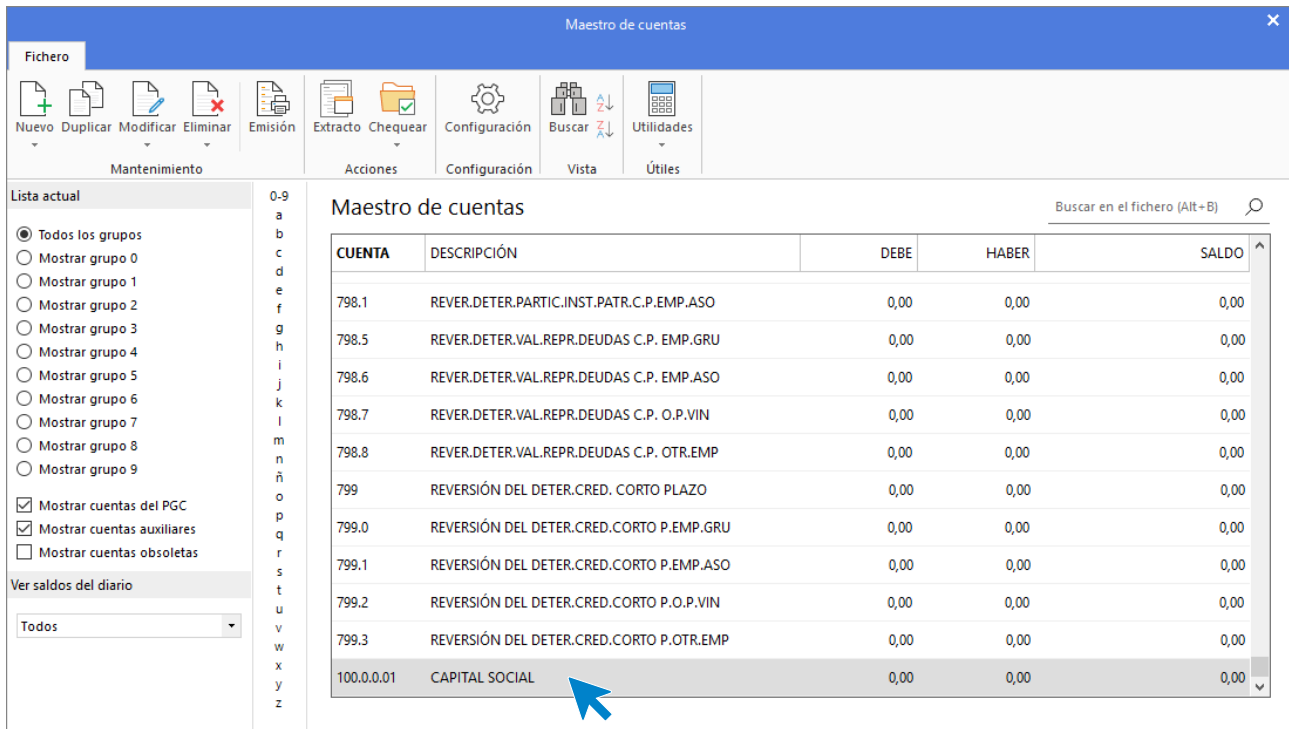 Maestro de cuentas
Fichero
Nuevo Duplicar Modificar Eliminar Emisión Extracto Chequear Configuración Buscar Utilidades
Mantenimiento Acciones Configuración Vista Útiles
Lista actual
Todos los grupos
Mostrar grupo 0
Mostrar grupo 1
Mostrar grupo 2
Mostrar grupo 3
Mostrar grupo 4
Mostrar grupo 5
Mostrar grupo 6
Mostrar grupo 7
Mostrar grupo 8
Mostrar grupo 9
Mostrar cuentas del PGC
Mostrar cuentas auxiliares
Mostrar cuentas obsoletas
Ver saldos del diario
Todos
0-9
a
b
c
d
e
f
g
h
i
j
k
l
m
n
ñ
o
p
q
r
s
t
u
v
w
x
y
z
Maestro de cuentas
Buscar en el fichero (Alt+B)
CUENTA DESCRIPCIÓN DEBE HABER SALDO
798.1 REVER.DETER.PARTIC.INST.PATR.C.P.EMP.ASO 0,00 0,00 0,00
798.5 REVER.DETER.VAL.REPR.DEUDAS C.P. EMP.GRU 0,00 0,00 0,00
798.6 REVER.DETER.VAL.REPR.DEUDAS C.P. EMP.ASO 0,00 0,00 0,00
798.7 REVER.DETER.VAL.REPR.DEUDAS C.P. O.P.VIN 0,00 0,00 0,00
798.8 REVER.DETER.VAL.REPR.DEUDAS C.P. OTR.EMP 0,00 0,00 0,00
799 REVERSIÓN DEL DETER.CRED. CORTO PLAZO 0,00 0,00 0,00
799.0 REVERSIÓN DEL DETER.CRED.CORTO P.EMP.GRU 0,00 0,00 0,00
799.1 REVERSIÓN DEL DETER.CRED.CORTO P.EMP.ASO 0,00 0,00 0,00
799.2 REVERSIÓN DEL DETER.CRED.CORTO P.O.P.VIN 0,00 0,00 0,00
799.3 REVERSIÓN DEL DETER.CRED.CORTO P.OTR.EMP 0,00 0,00 0,00
100.0.0.01 CAPITAL SOCIAL 0,00 0,00 0,00